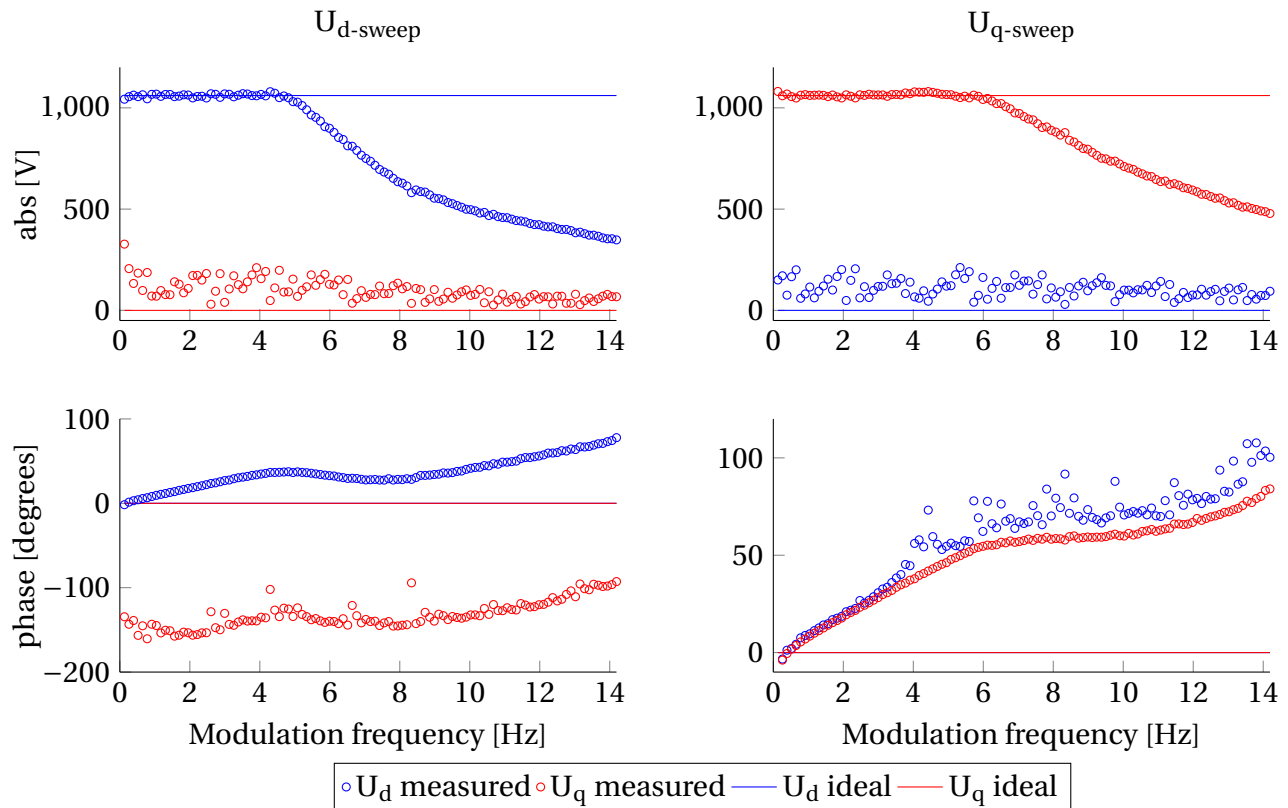 U_d-sweep
U_q-sweep
abs [V]
1,000
500
0
0 2 4 6 8 10 12 14
1,000
500
0
0 2 4 6 8 10 12 14
phase [degrees]
100
0
−100
−200
0 2 4 6 8 10 12 14
Modulation frequency [Hz]
100
50
0
0 2 4 6 8 10 12 14
Modulation frequency [Hz]
U_d measured U_q measured U_d ideal U_q ideal